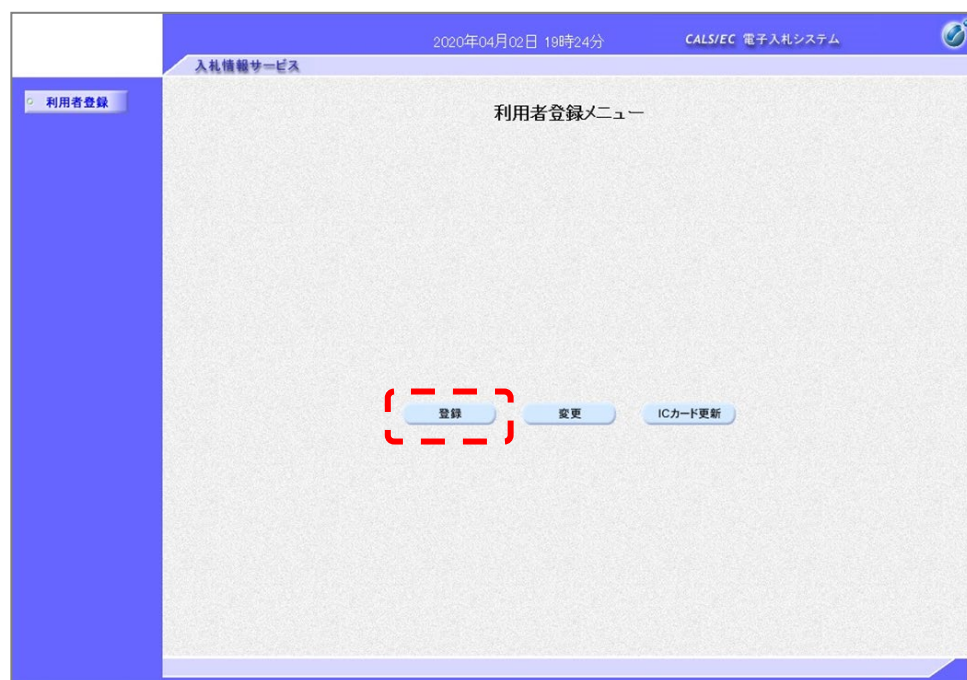 2020年04月02日 19時24分 CALS/EC 電子入札システム
入札情報サービス
利用者登録
利用者登録メニュー
登録 変更 ICカード更新